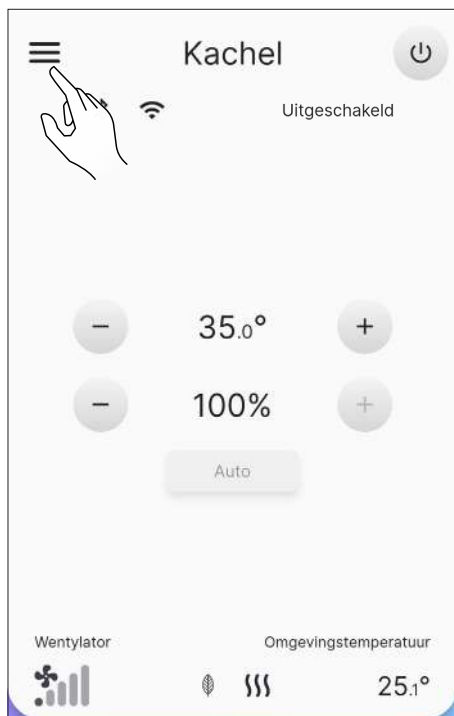 Kachel
Uitgeschakeld
− 35.0° +
− 100% +
Auto
Wentylator Omgevingstemperatuur
25.1°